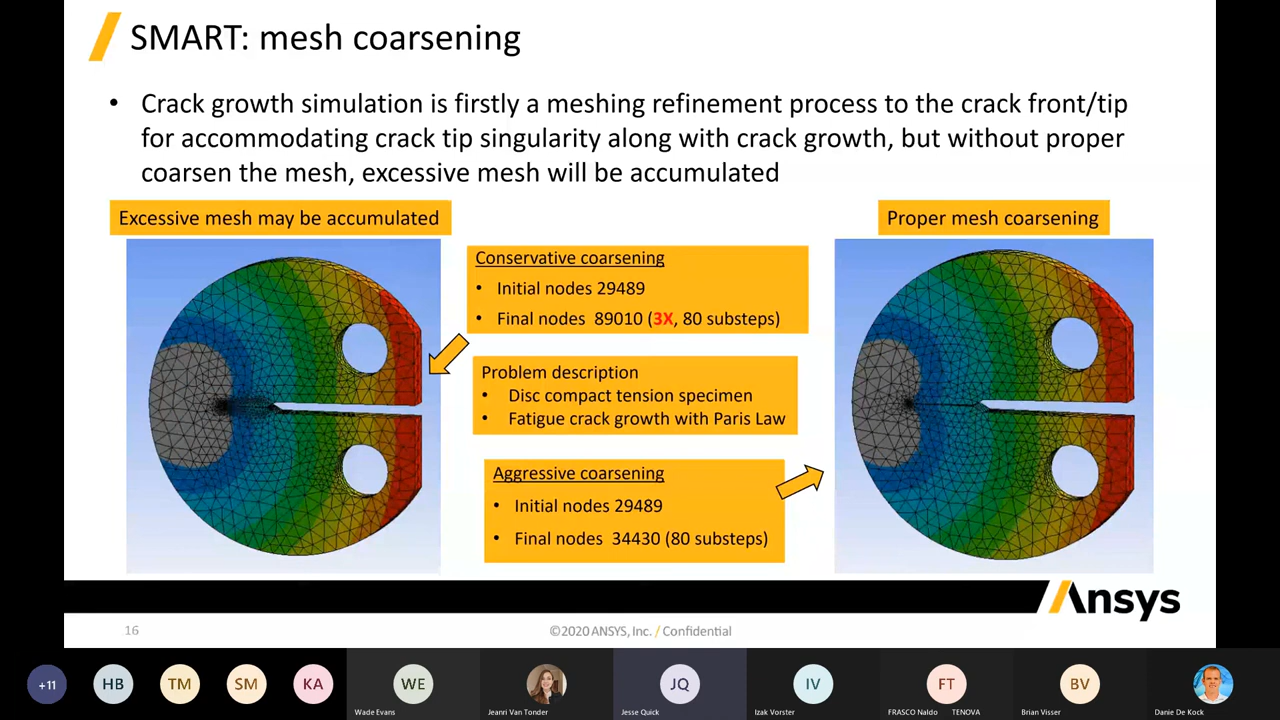 SMART: mesh coarsening
• Crack growth simulation is firstly a meshing refinement process to the crack front/tip
for accommodating crack tip singularity along with crack growth, but without proper
coarsen the mesh, excessive mesh will be accumulated
Excessive mesh may be accumulated
Proper mesh coarsening
Conservative coarsening
• Initial nodes 29489
• Final nodes 89010 (3X, 80 substeps)
Problem description
• Disc compact tension specimen
• Fatigue crack growth with Paris Law
Aggressive coarsening
• Initial nodes 29489
• Final nodes 34430 (80 substeps)
Ansys
16
©2020 ANSYS, Inc. / Confidential
+11
HB
TM
SM
KA
WE
JQ
IV
FT
BV
Wade Evans
Jeanri Van Tonder
Jesse Quick
Izak Vorster
FRASCO Naldo TENOVA
Brian Visser
Danie De Kock